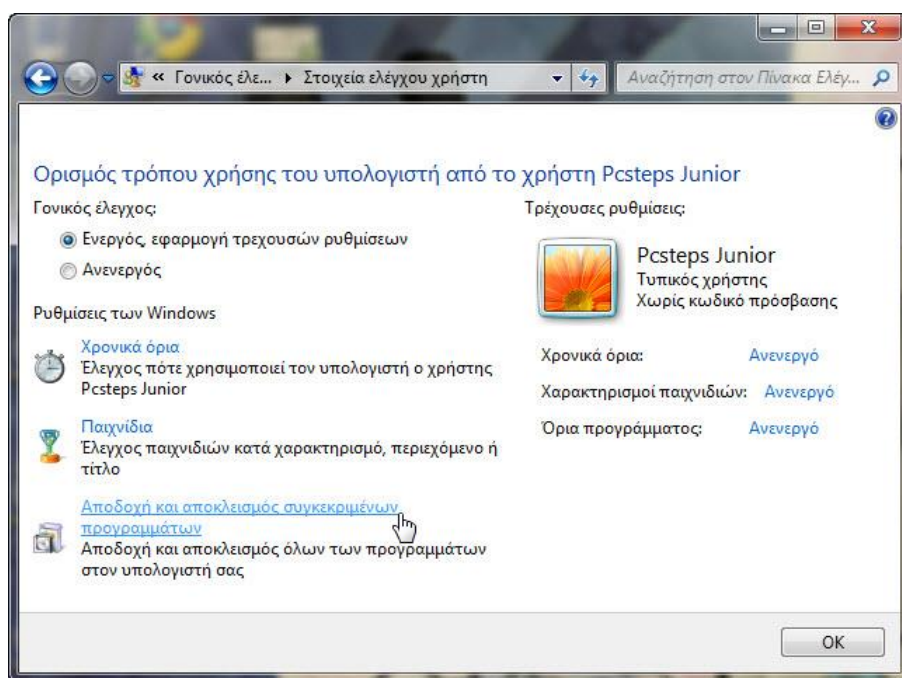 « Γονικός έλε... ▸ Στοιχεία ελέγχου χρήστη
Αναζήτηση στον Πίνακα Ελέγ...
Ορισμός τρόπου χρήσης του υπολογιστή από το χρήστη Pcsteps Junior
Γονικός έλεγχος:
Ενεργός, εφαρμογή τρεχουσών ρυθμίσεων
Ανενεργός
Ρυθμίσεις των Windows
Χρονικά όρια
Έλεγχος πότε χρησιμοποιεί τον υπολογιστή ο χρήστης
Pcsteps Junior
Παιχνίδια
Έλεγχος παιχνιδιών κατά χαρακτηρισμό, περιεχόμενο ή
τίτλο
Αποδοχή και αποκλεισμός συγκεκριμένων
προγραμμάτων
Αποδοχή και αποκλεισμός όλων των προγραμμάτων
στον υπολογιστή σας
Τρέχουσες ρυθμίσεις:
Pcsteps Junior
Τυπικός χρήστης
Χωρίς κωδικό πρόσβασης
Χρονικά όρια: Ανενεργό
Χαρακτηρισμοί παιχνιδιών: Ανενεργό
Όρια προγράμματος: Ανενεργό
OK